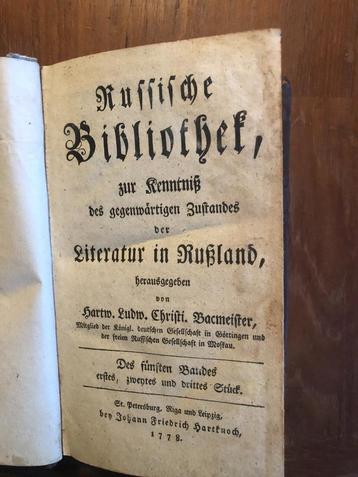 Russische
Bibliothek,
zur Kenntniß
des gegenwärtigen Zustandes
der
Literatur in Rußland,
herausgegeben
von
Hartw. Ludw. Christi. Bacmeister,
Mitglied der Königl. deutschen Gesellschaft in Göttingen und
der freien Russischen Gesellschaft in Moskau.
Des fünften Bandes
erstes, zweytes und drittes Stück.
St. Petersburg, Riga und Leipzig,
bey Johann Friedrich Hartknoch,
1778.